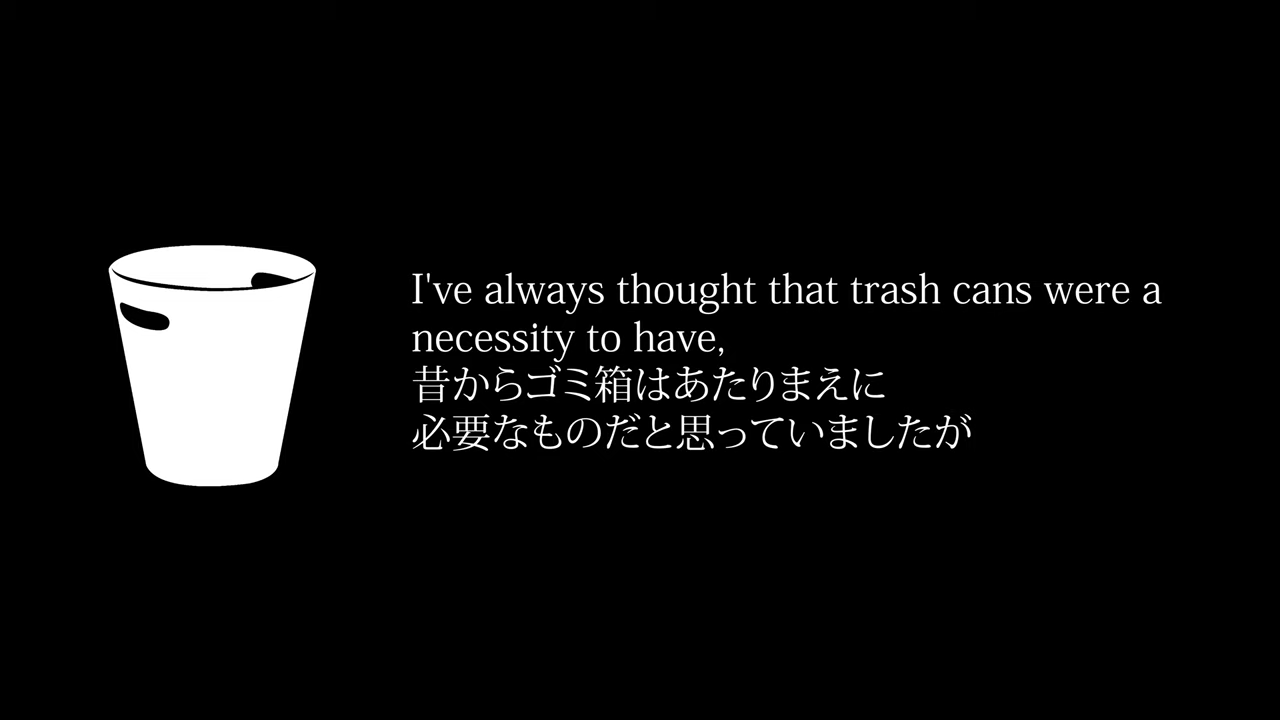 I've always thought that trash cans were a
necessity to have,
昔からゴミ箱はあたりまえに
必要なものだと思っていましたが